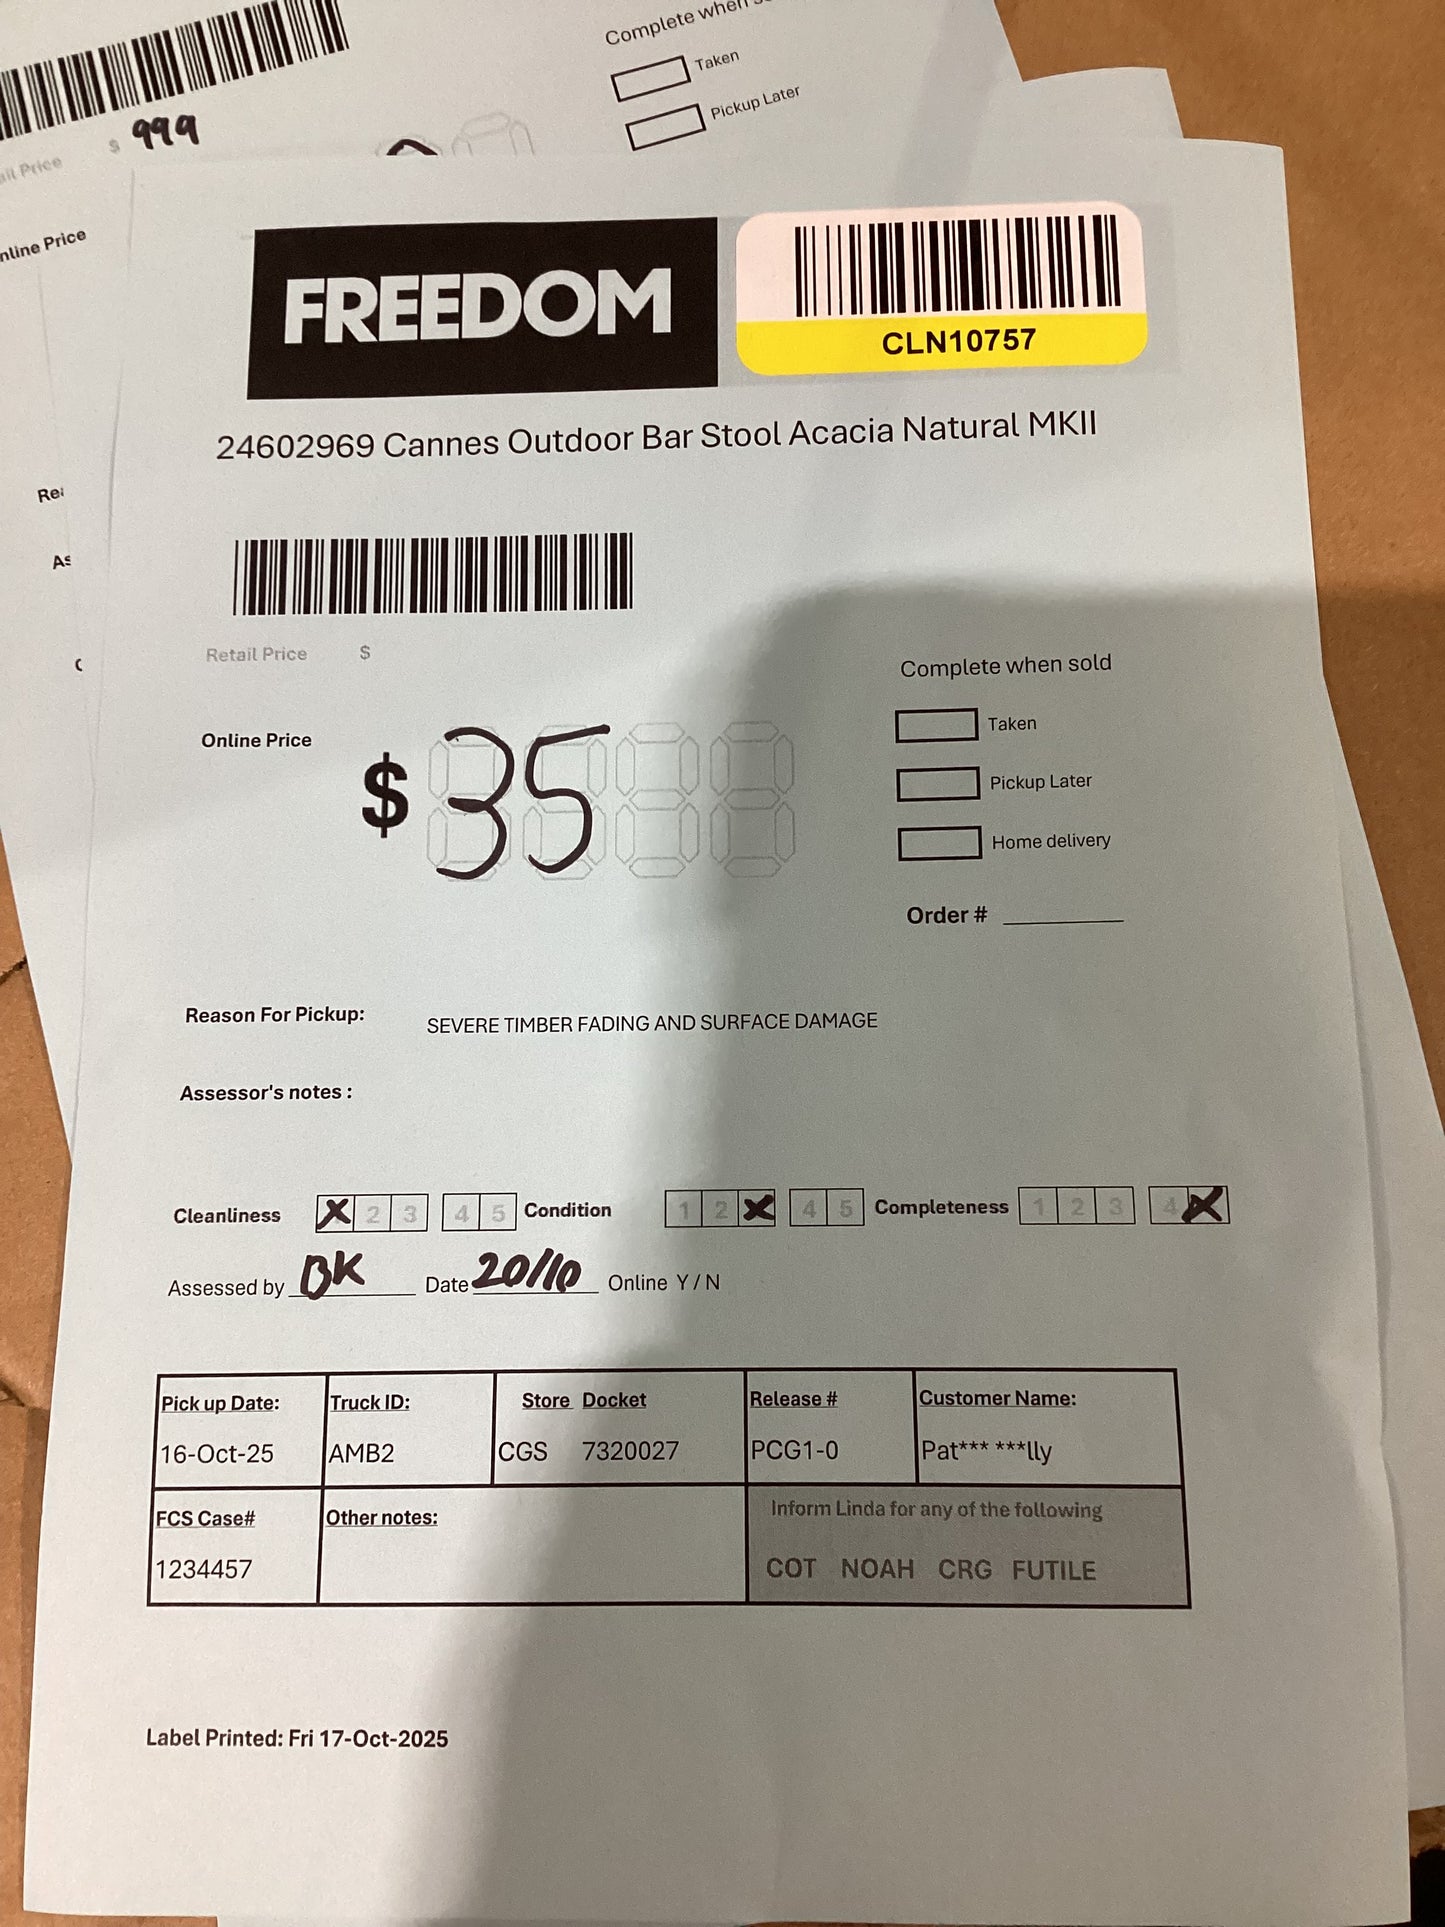 Complete when
Taken
Pickup Later
$ 999
Price
Online Price
FREEDOM
CLN10757
24602969 Cannes Outdoor Bar Stool Acacia Natural MKII
Retail Price $
Complete when sold
Online Price $ 35
Taken
Pickup Later
Home delivery
Order #
Reason For Pickup: SEVERE TIMBER FADING AND SURFACE DAMAGE
Assessor's notes :
Cleanliness X 2 3 4 5 Condition 1 2 X 4 5 Completeness 1 2 3 4 X
Assessed by BK Date 20/10 Online Y / N
Pick up Date: Truck ID: Store Docket Release # Customer Name:
16-Oct-25 AMB2 CGS 7320027 PCG1-0 Pat*** ***lly
FCS Case# Other notes: Inform Linda for any of the following
1234457 COT NOAH CRG FUTILE
Label Printed: Fri 17-Oct-2025